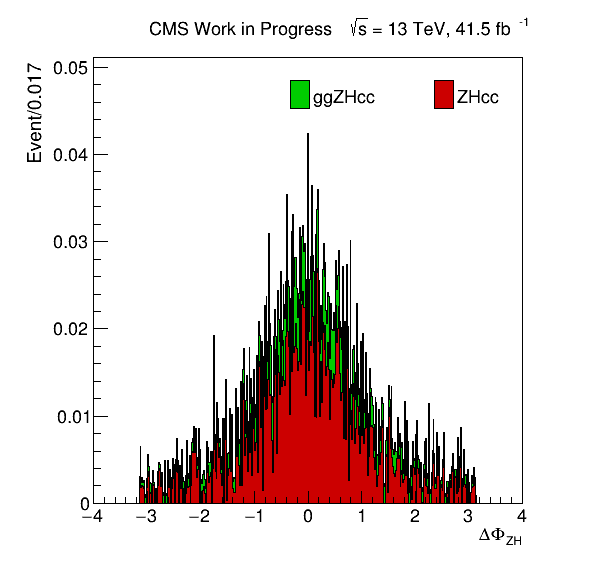 CMS Work in Progress √s = 13 TeV, 41.5 fb⁻¹
Event/0.017
ggZHcc ZHcc
0.05
0.04
0.03
0.02
0.01
0
−4 −3 −2 −1 0 1 2 3 4
ΔΦ_ZH